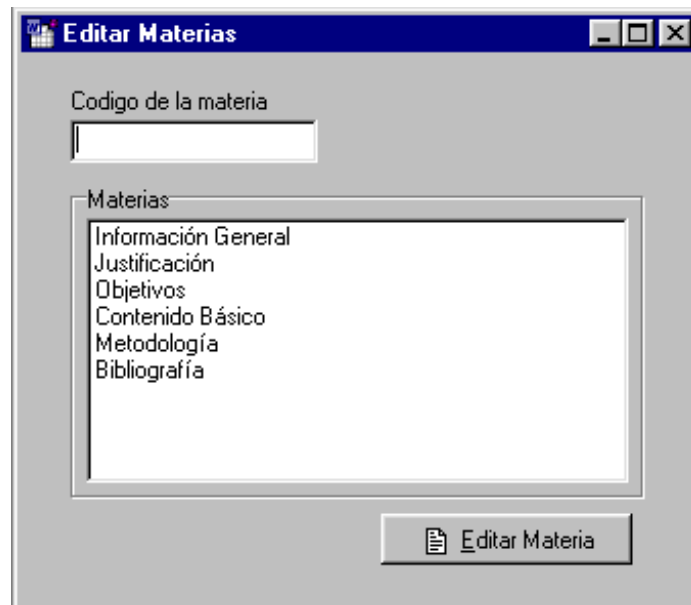 Editar Materias
Codigo de la materia
Materias
Información General
Justificación
Objetivos
Contenido Básico
Metodología
Bibliografía
Editar Materia